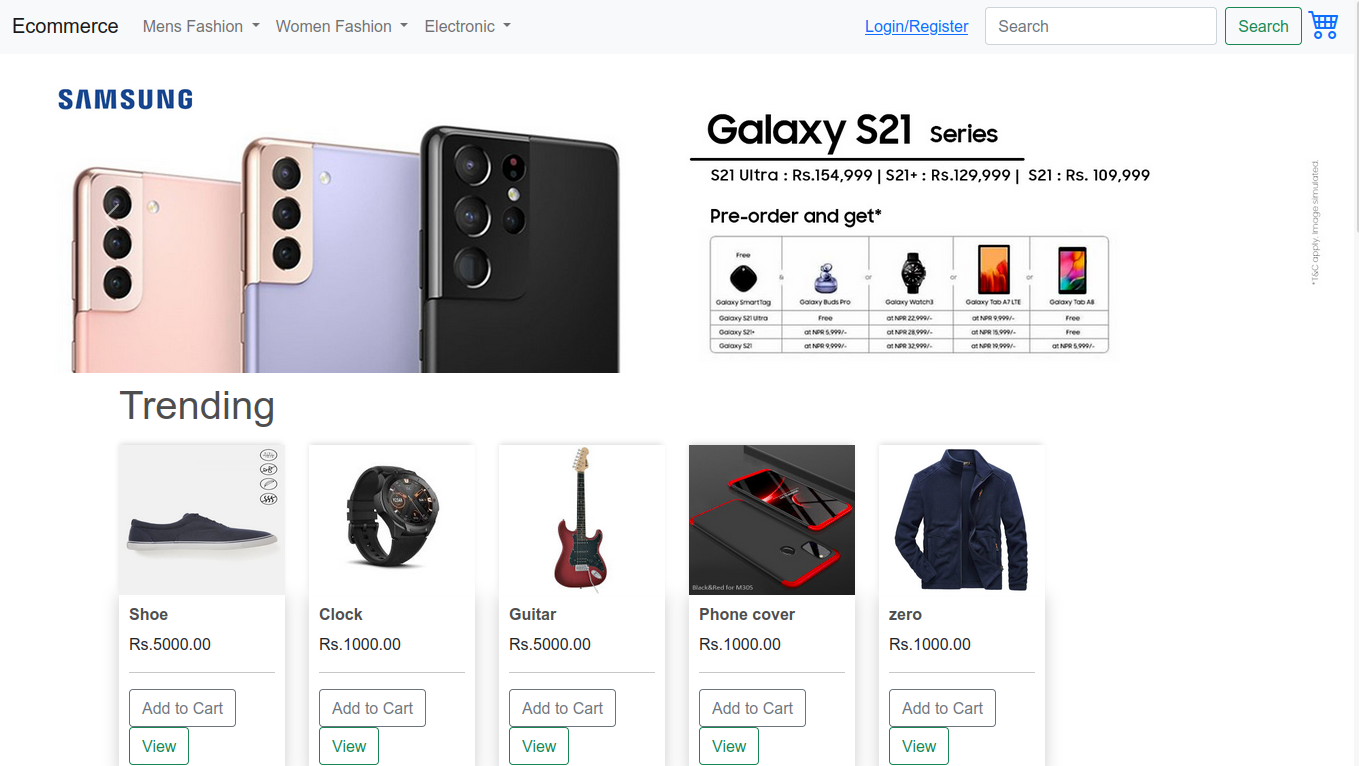 Ecommerce Mens Fashion Women Fashion Electronic Login/Register Search Search
SAMSUNG
Galaxy S21 Series
S21 Ultra : Rs.154,999 | S21+ : Rs.129,999 | S21 : Rs. 109,999
Pre-order and get*
Free
& or or or
Galaxy SmartTag Galaxy Buds Pro Galaxy Watch3 Galaxy Tab A7 LTE Galaxy Tab A8
Galaxy S21 Ultra Free at NPR 22,999/- at NPR 9,999/- Free
Galaxy S21+ at NPR 5,999/- at NPR 28,999/- at NPR 15,999/- Free
Galaxy S21 at NPR 9,999/- at NPR 32,999/- at NPR 19,999/- at NPR 5,999/-
*T&C apply. Image simulated.
Trending
Black&Red for M30S
Shoe Clock Guitar Phone cover zero
Rs.5000.00 Rs.1000.00 Rs.5000.00 Rs.1000.00 Rs.1000.00
Add to Cart Add to Cart Add to Cart Add to Cart Add to Cart
View View View View View